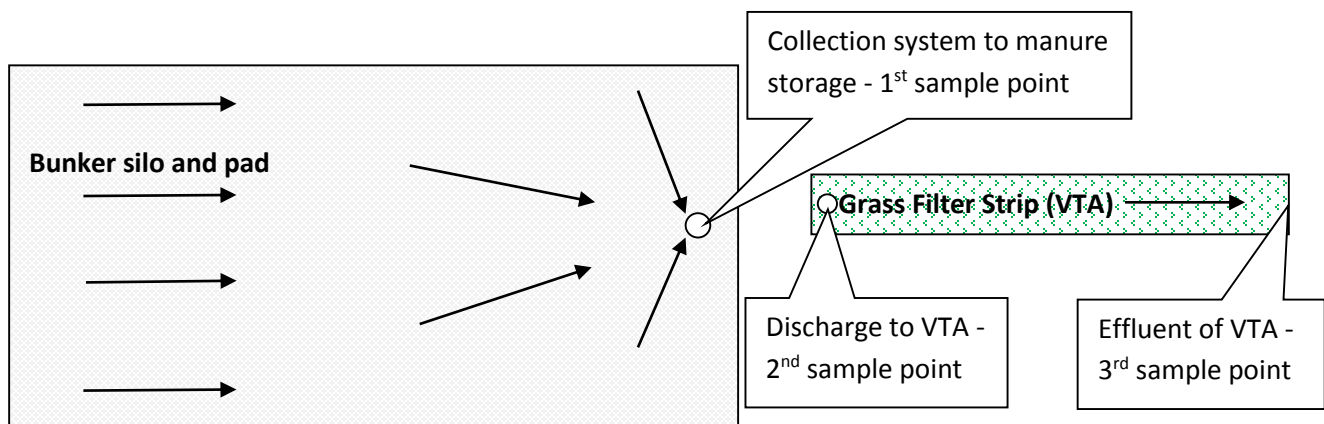 Collection system to manure
storage - 1st sample point
Bunker silo and pad
Grass Filter Strip (VTA)
Discharge to VTA -
2nd sample point
Effluent of VTA -
3rd sample point